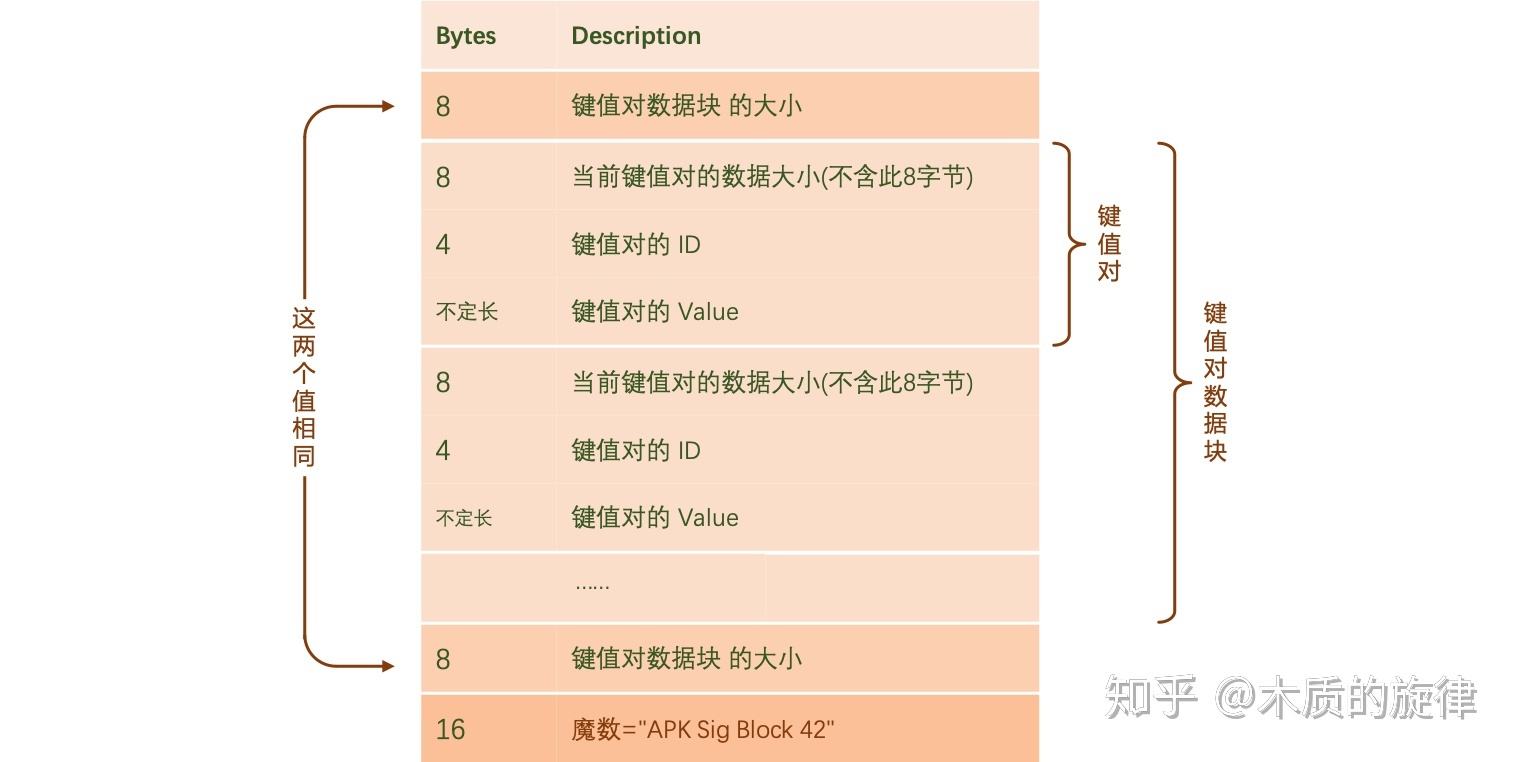 Bytes Description
8 键值对数据块 的大小
8 当前键值对的数据大小(不含此8字节)
4 键值对的 ID
不定长 键值对的 Value
8 当前键值对的数据大小(不含此8字节)
4 键值对的 ID
不定长 键值对的 Value
……
8 键值对数据块 的大小
16 魔数="APK Sig Block 42"
这两个值相同
键值对
键值对数据块
知乎 @木质的旋律